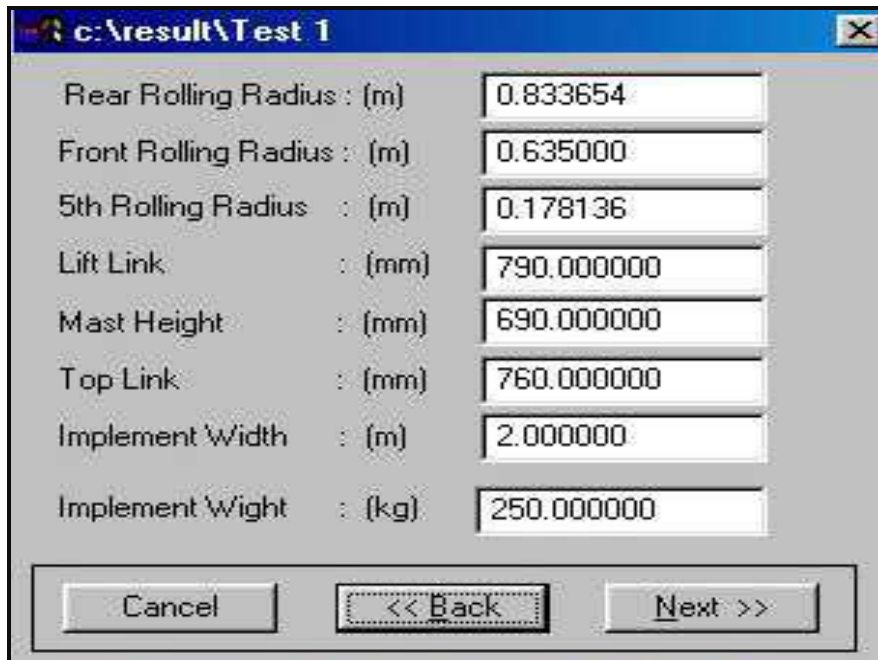 c:\result\Test 1
Rear Rolling Radius : (m) 0.833654
Front Rolling Radius : (m) 0.635000
5th Rolling Radius : (m) 0.178136
Lift Link : (mm) 790.000000
Mast Height : (mm) 690.000000
Top Link : (mm) 760.000000
Implement Width : (m) 2.000000
Implement Wight : (kg) 250.000000
Cancel << Back Next >>